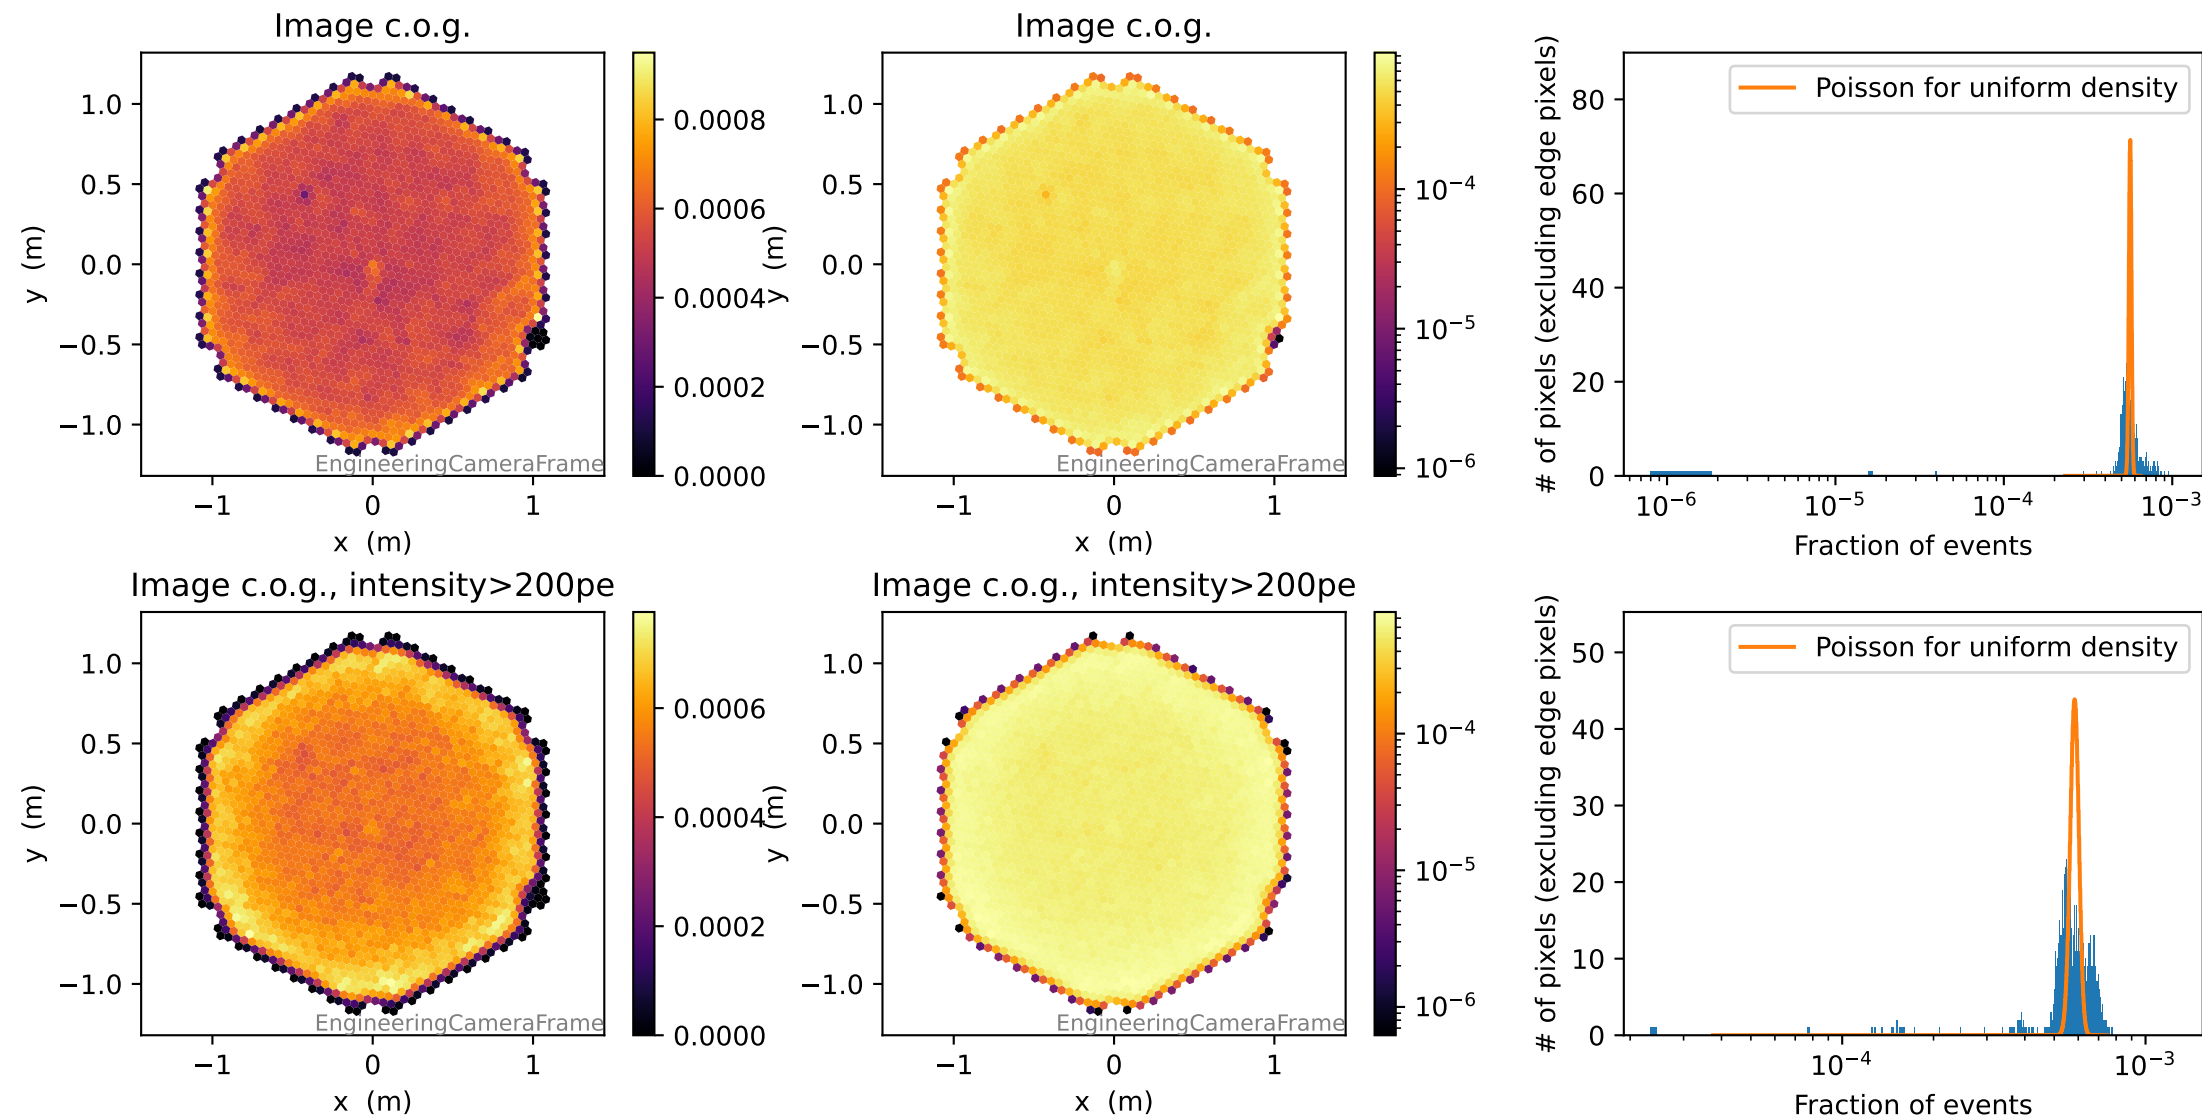 Image c.o.g.
1.0
0.5
0.0
−0.5
−1.0
y (m)
−1
0
1
x (m)
EngineeringCameraFrame
0.0008
0.0006
0.0004
0.0002
0.0000
Image c.o.g.
1.0
0.5
0.0
−0.5
−1.0
y (m)
−1
0
1
x (m)
EngineeringCameraFrame
10⁻⁴
10⁻⁵
10⁻⁶
# of pixels (excluding edge pixels)
80
60
40
20
0
Poisson for uniform density
10⁻⁶
10⁻⁵
10⁻⁴
10⁻³
Fraction of events
Image c.o.g., intensity>200pe
1.0
0.5
0.0
−0.5
−1.0
y (m)
−1
0
1
x (m)
EngineeringCameraFrame
0.0006
0.0004
0.0002
0.0000
Image c.o.g., intensity>200pe
1.0
0.5
0.0
−0.5
−1.0
y (m)
−1
0
1
x (m)
EngineeringCameraFrame
10⁻⁴
10⁻⁵
10⁻⁶
# of pixels (excluding edge pixels)
50
40
30
20
10
0
Poisson for uniform density
10⁻⁴
10⁻³
Fraction of events